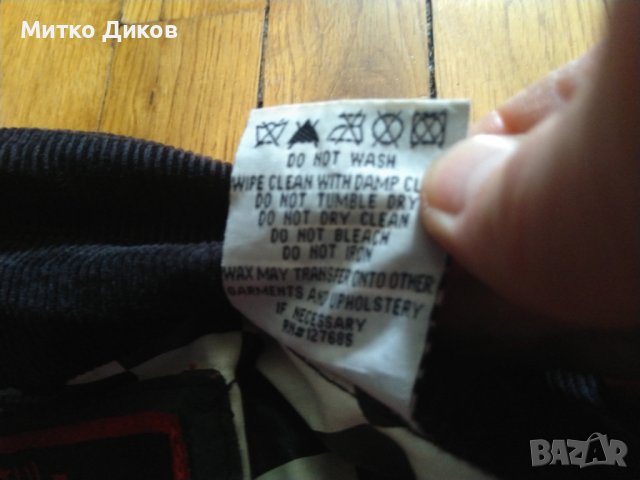 Митко Диков
DO NOT WASH
WIPE CLEAN WITH DAMP
DO NOT TUMBLE DRY
DO NOT DRY CLEAN
DO NOT BLEACH
DO NOT IRON
WAX MAY TRANSFER ONTO OTHER
GARMENTS AND UPHOLSTERY
IF NECESSARY
RN#127685
BAZAR